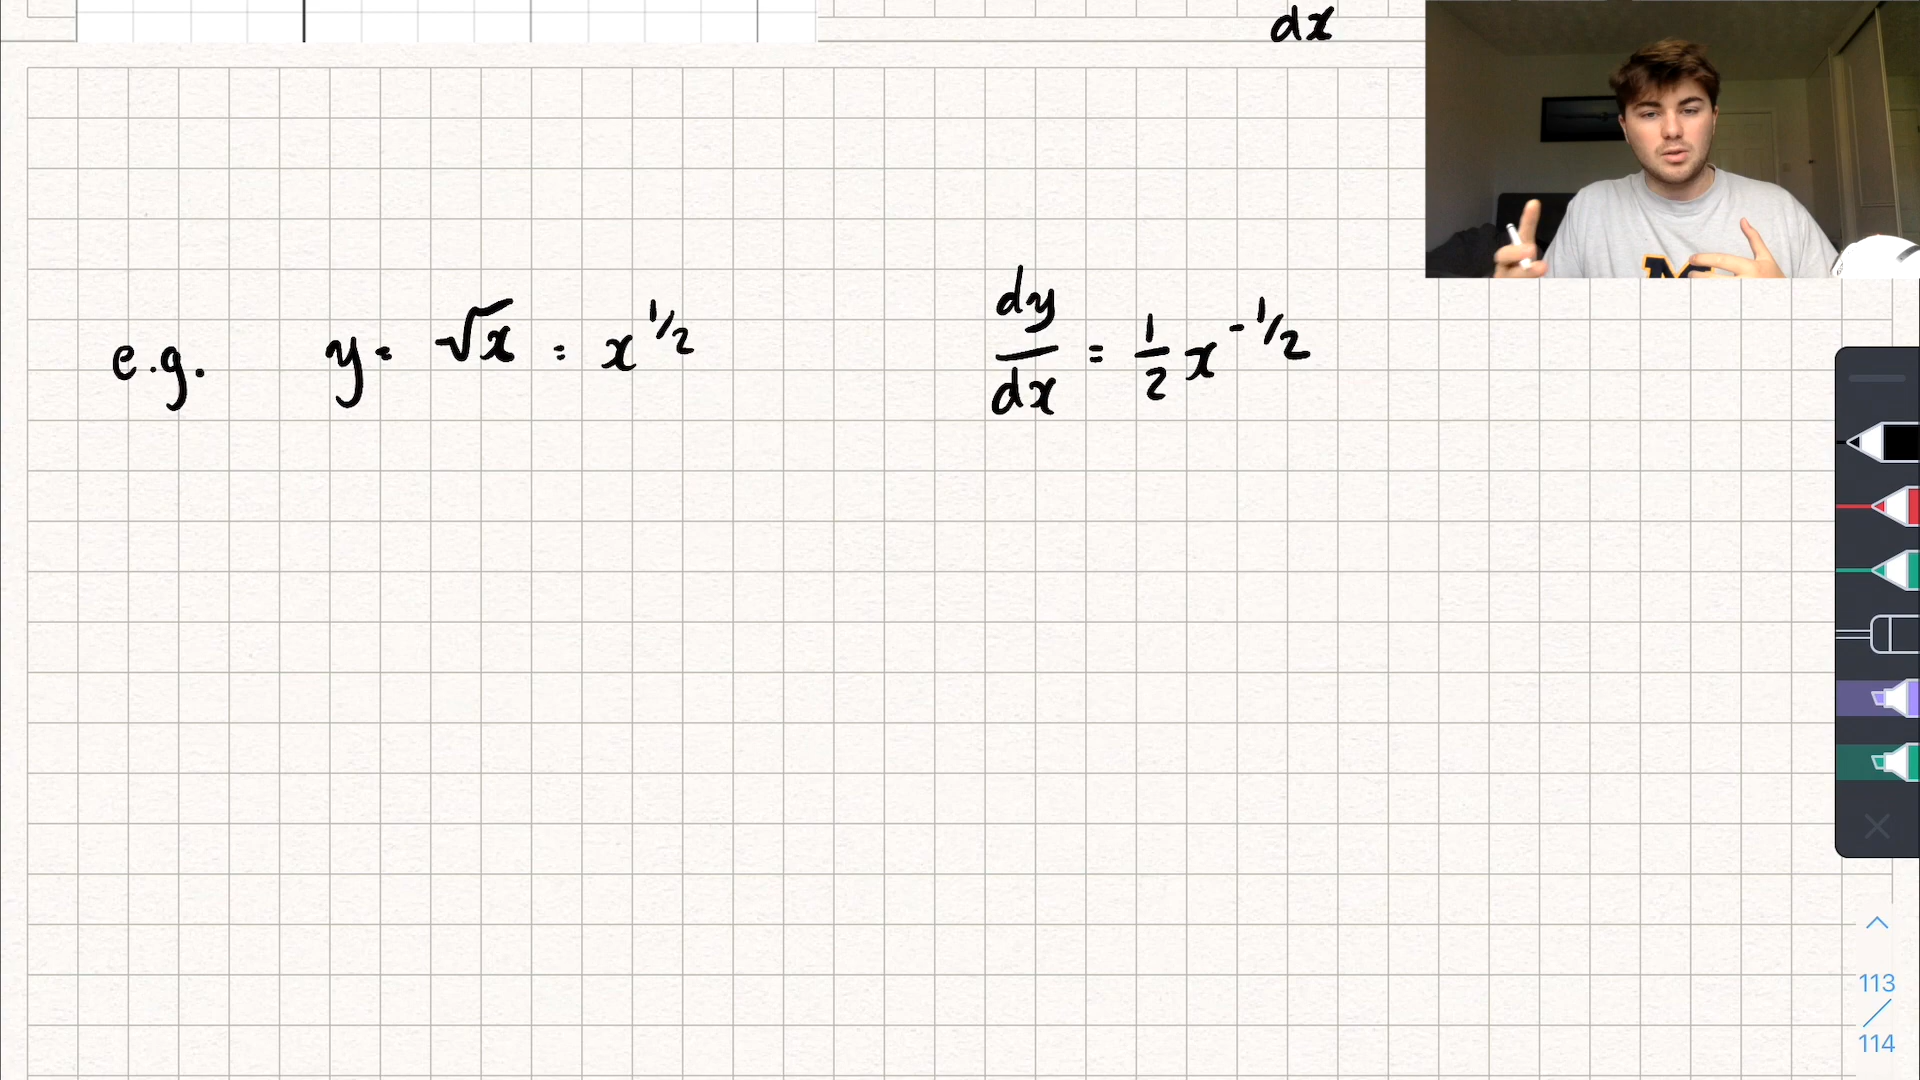 dx
e.g. y = √x = x^1/2 dy/dx = 1/2 x^-1/2
M
113
/
114